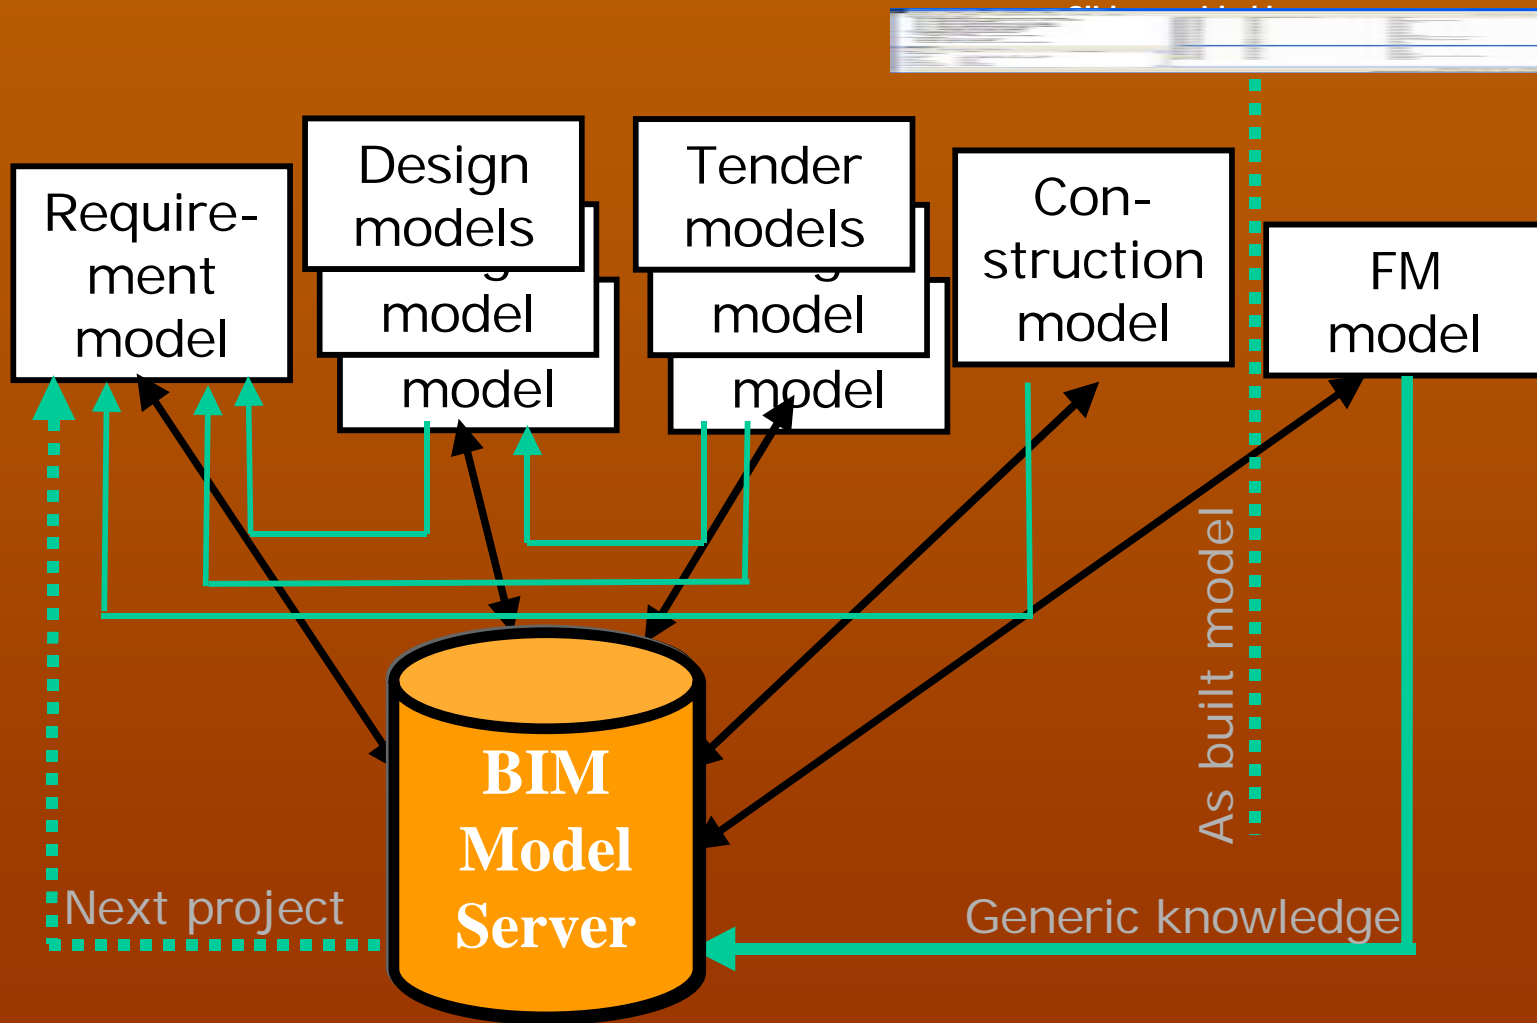 Require-
ment
model
Design
models
model
model
Tender
models
model
model
Con-
struction
model
FM
model
As built model
BIM
Model
Server
Next project
Generic knowledge